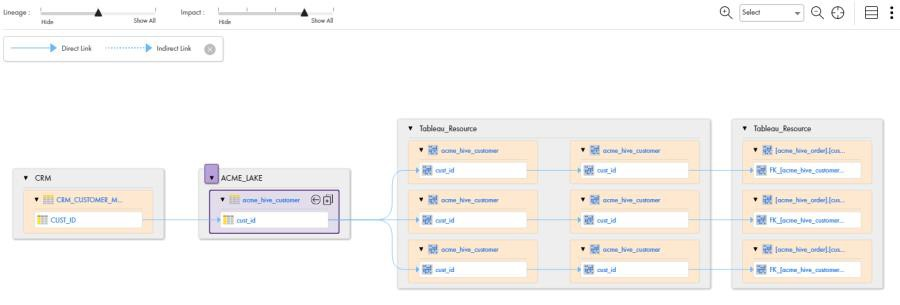 Lineage :
Hide
Show All
Impact :
Hide
Show All
Select
Direct Link
Indirect Link
CRM
CRM_CUSTOMER_M...
CUST_ID
ACME_LAKE
acme_hive_customer
cust_id
Tableau_Resource
acme_hive_customer
cust_id
acme_hive_customer
cust_id
acme_hive_customer
cust_id
acme_hive_customer
cust_id
acme_hive_customer
cust_id
acme_hive_customer
cust_id
Tableau_Resource
[acme_hive_order].[cus...
FK_[acme_hive_customer...
[acme_hive_order].[cus...
FK_[acme_hive_customer...
[acme_hive_order].[cus...
FK_[acme_hive_customer...